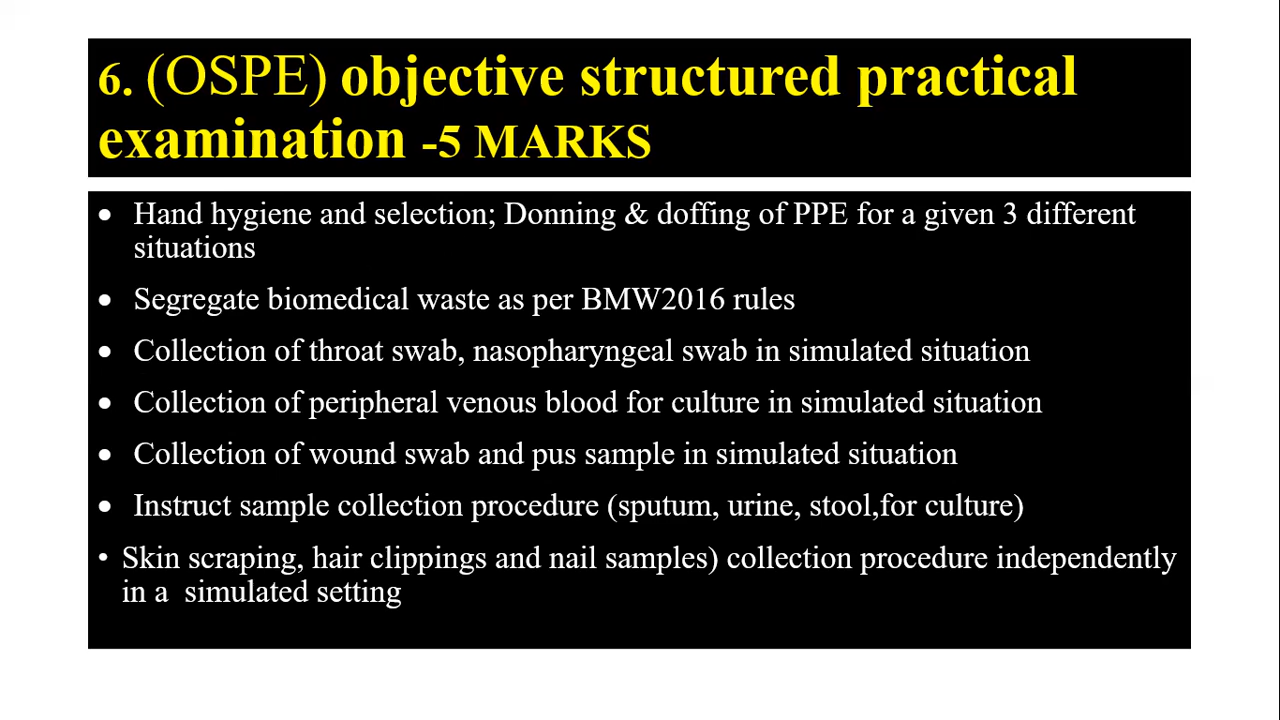 6. (OSPE) objective structured practical
examination -5 MARKS
• Hand hygiene and selection; Donning & doffing of PPE for a given 3 different
situations
• Segregate biomedical waste as per BMW2016 rules
• Collection of throat swab, nasopharyngeal swab in simulated situation
• Collection of peripheral venous blood for culture in simulated situation
• Collection of wound swab and pus sample in simulated situation
• Instruct sample collection procedure (sputum, urine, stool,for culture)
• Skin scraping, hair clippings and nail samples) collection procedure independently
in a  simulated setting